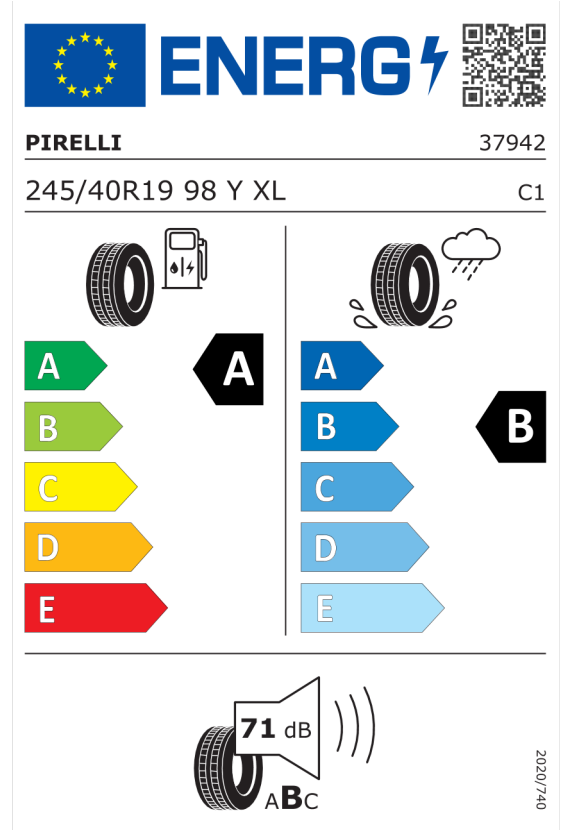 ENERG
PIRELLI 37942
245/40R19 98 Y XL C1
A A A
B B B
C C
D D
E E
71 dB
ABC
2020/740